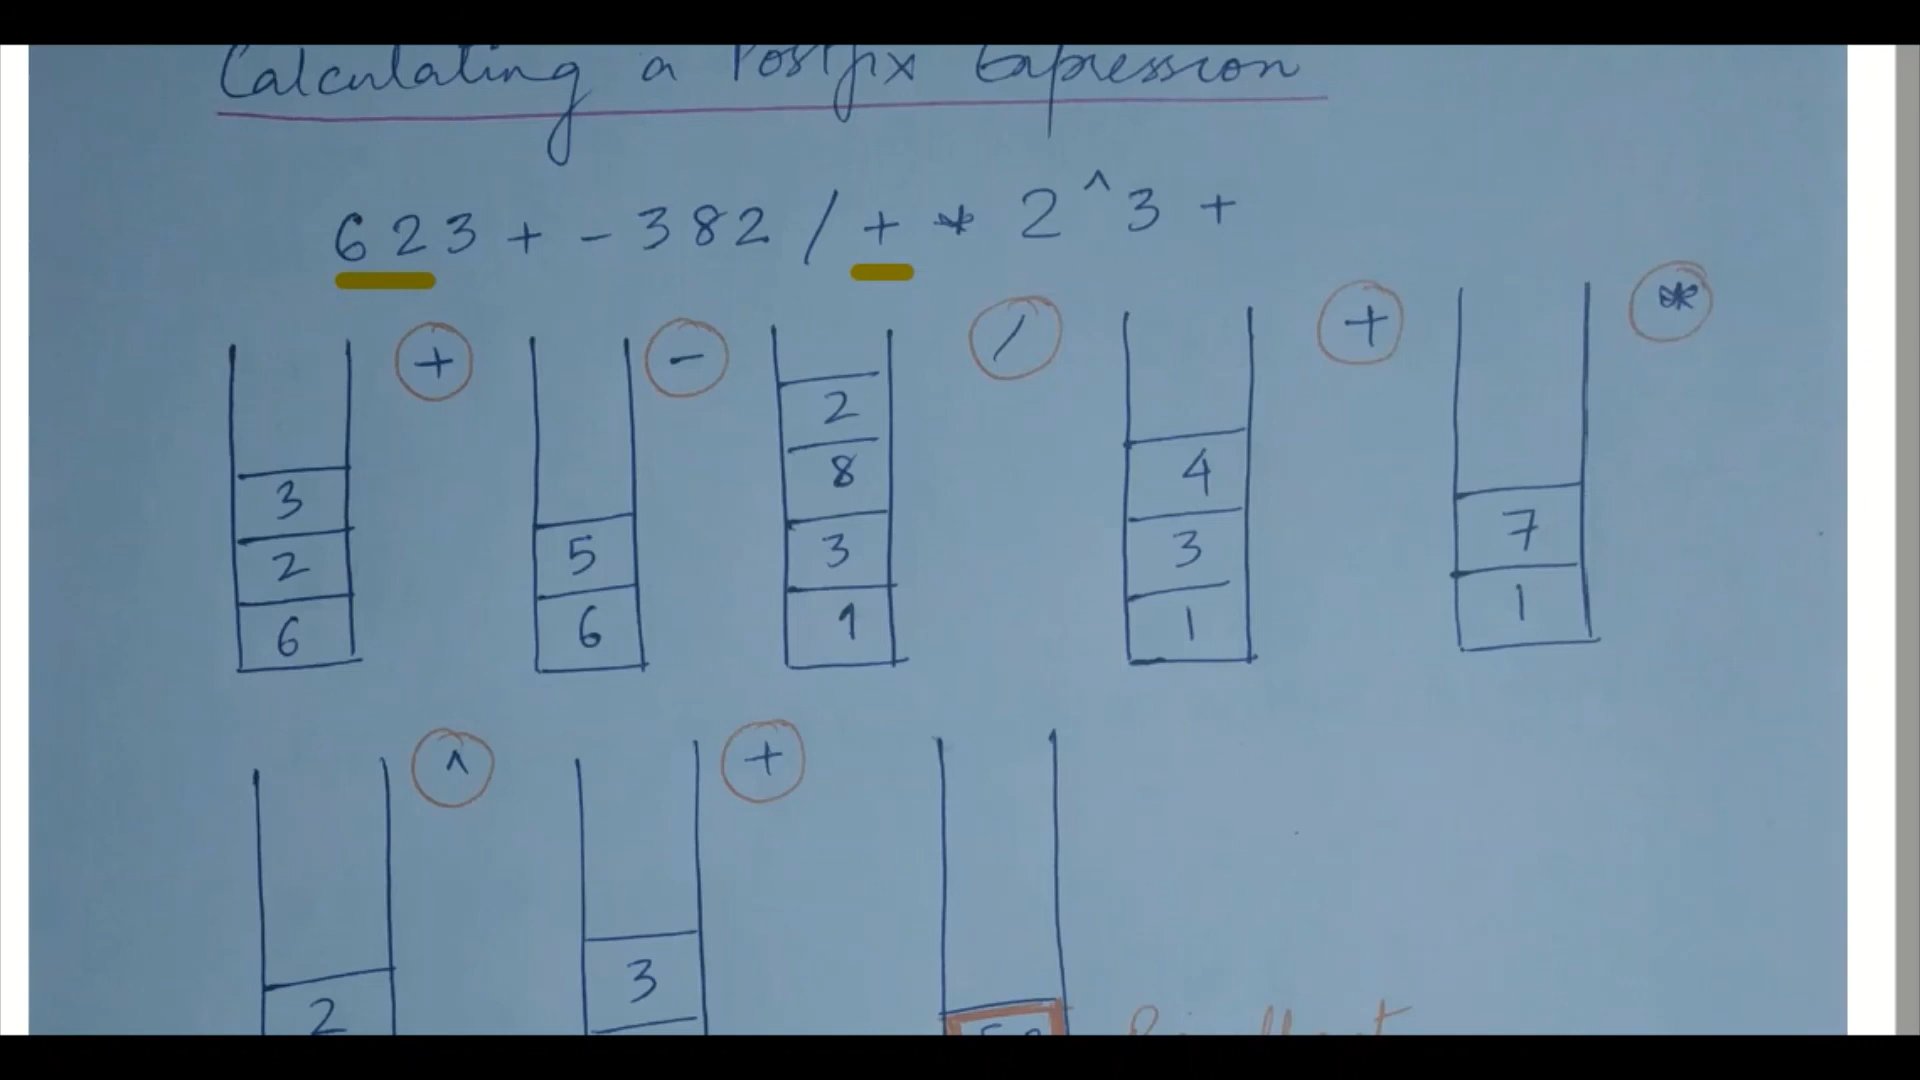 Calculating a Postfix Expression
6 2 3 + - 3 8 2 / + * 2 ^ 3 +
+ - / + *
2
3 8 4
2 5 3 3 7
6 6 1 1 1
^ +
2 3